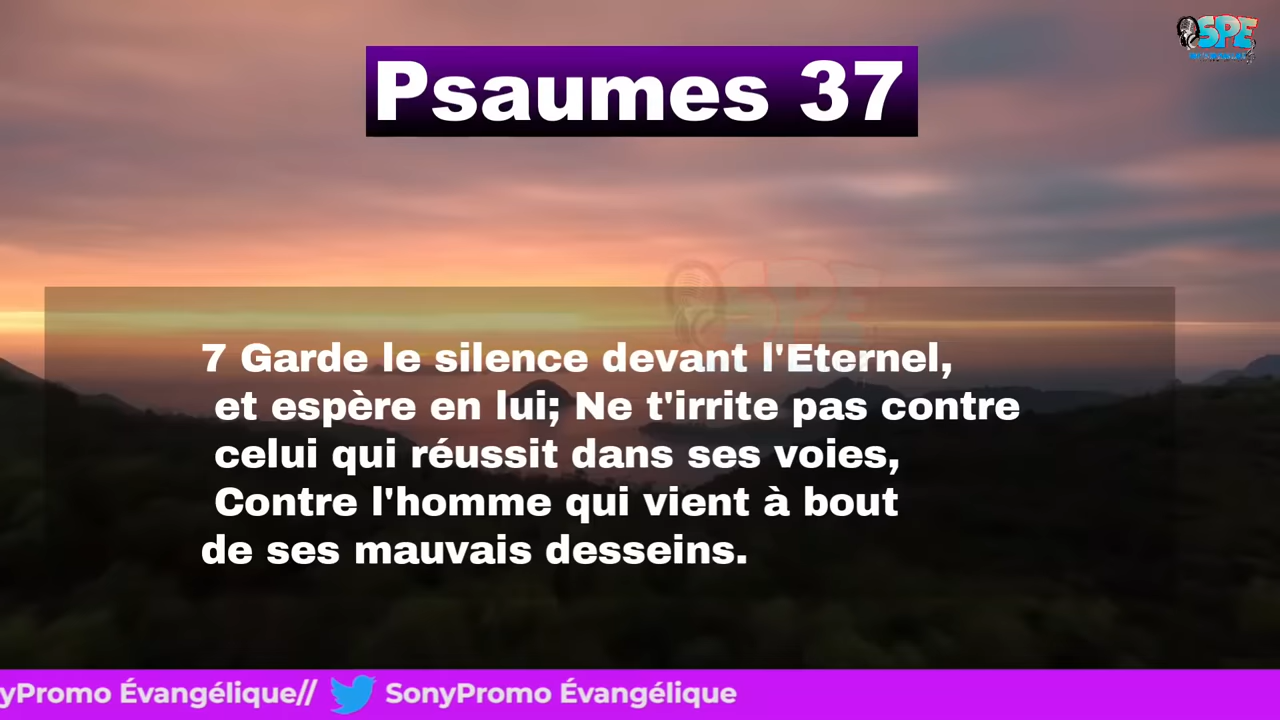 SPE
Psaumes 37
SPE
7 Garde le silence devant l'Eternel,
et espère en lui; Ne t'irrite pas contre
celui qui réussit dans ses voies,
Contre l'homme qui vient à bout
de ses mauvais desseins.
yPromo Évangélique// SonyPromo Évangélique